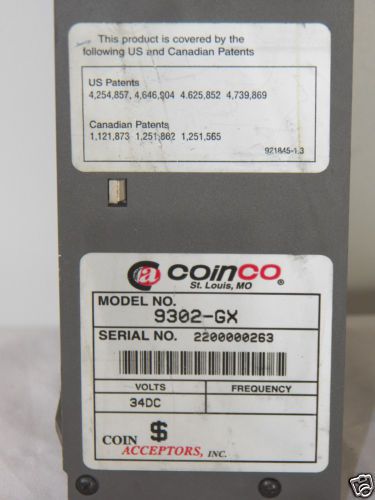 This product is covered by the
following US and Canadian Patents
US Patents
4,254,857, 4,646,904 4.625,852 4,739,869
Canadian Patents
1,121,873 1,251,862 1,251,565
921845-1.3
COINCO®
St. Louis, MO
MODEL NO.
9302-GX
SERIAL NO. 2200000263
VOLTS FREQUENCY
34DC
COIN $
ACCEPTORS, INC.